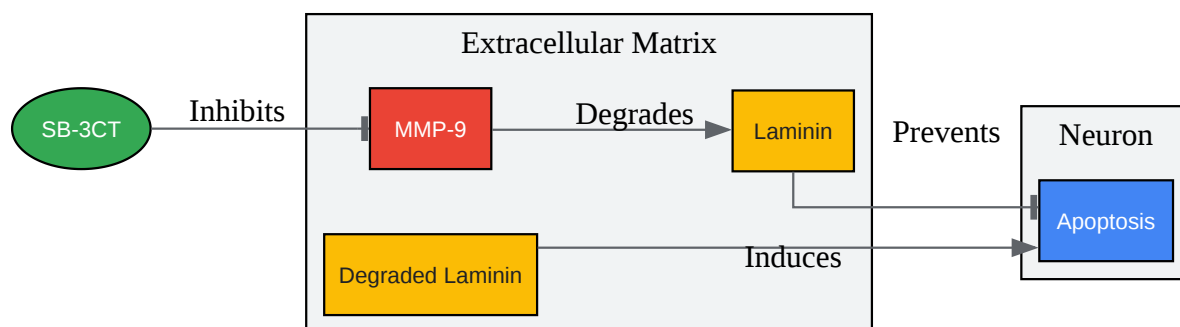 Extracellular Matrix
SB-3CT
Inhibits
MMP-9
Degrades
Laminin
Prevents
Neuron
Apoptosis
Degraded Laminin
Induces